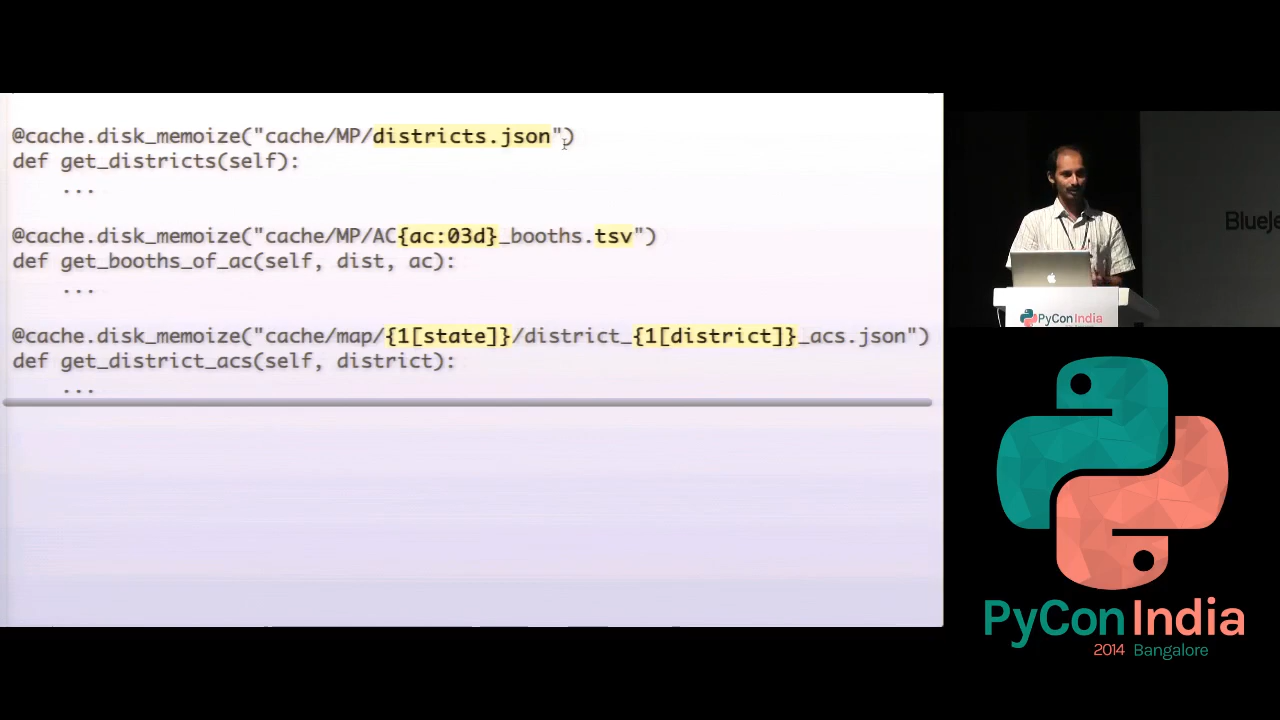 @cache.disk_memoize("cache/MP/districts.json")
def get_districts(self):
...
@cache.disk_memoize("cache/MP/AC{ac:03d}_booths.tsv")
def get_booths_of_ac(self, dist, ac):
...
@cache.disk_memoize("cache/map/{1[state]}/district_{1[district]}_acs.json")
def get_district_acs(self, district):
...
PyConIndia
PyCon India
2014 Bangalore